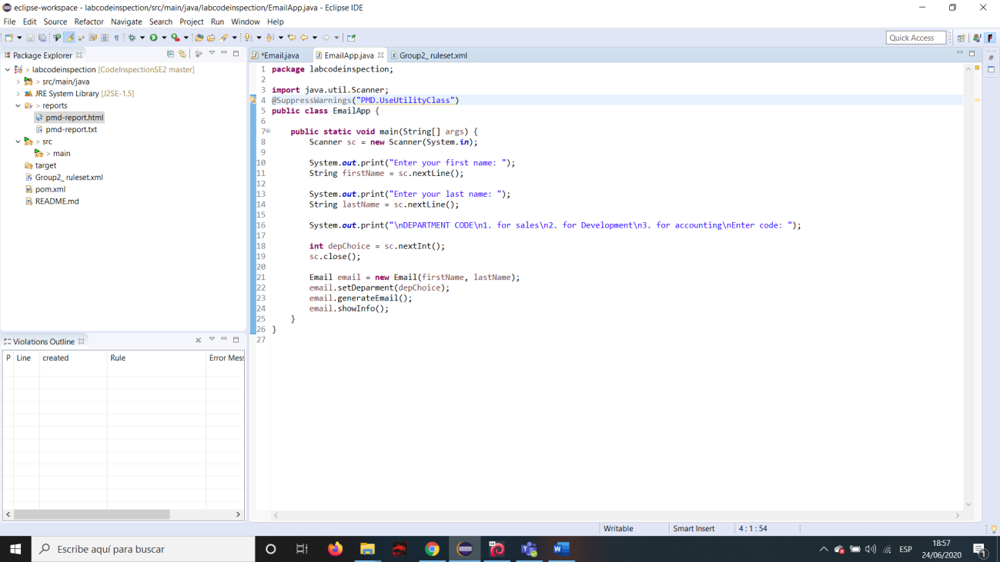 eclipse-workspace - labcodeinspection/src/main/java/labcodeinspection/EmailApp.java - Eclipse IDE
File Edit Source Refactor Navigate Search Project Run Window Help
Quick Access
Package Explorer
labcodeinspection [CodeInspectionSE2 master]
src/main/java
JRE System Library [J2SE-1.5]
reports
pmd-report.html
pmd-report.txt
src
main
target
Group2_ ruleset.xml
pom.xml
README.md
Violations Outline
P Line created Rule Error Mess
*Email.java EmailApp.java Group2_ ruleset.xml
1 package labcodeinspection;
2
3 import java.util.Scanner;
4 @SuppressWarnings("PMD.UseUtilityClass")
5 public class EmailApp {
6
7 public static void main(String[] args) {
8 Scanner sc = new Scanner(System.in);
9
10 System.out.print("Enter your first name: ");
11 String firstName = sc.nextLine();
12
13 System.out.print("Enter your last name: ");
14 String lastName = sc.nextLine();
15
16 System.out.print("\nDEPARTMENT CODE\n1. for sales\n2. for Development\n3. for accounting\nEnter code: ");
17
18 int depChoice = sc.nextInt();
19 sc.close();
20
21 Email email = new Email(firstName, lastName);
22 email.setDeparment(depChoice);
23 email.generateEmail();
24 email.showInfo();
25 }
26 }
27
Writable Smart Insert 4 : 1 : 54
Escribe aquí para buscar
ESP
18:57
24/06/2020
1